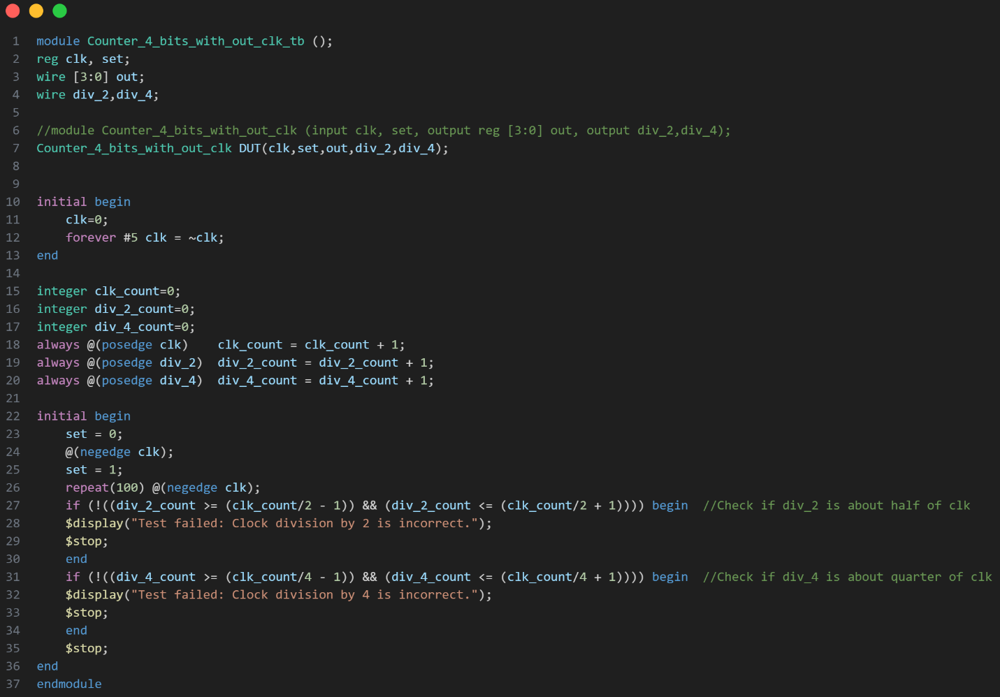 1 module Counter_4_bits_with_out_clk_tb ();
2 reg clk, set;
3 wire [3:0] out;
4 wire div_2,div_4;
5
6 //module Counter_4_bits_with_out_clk (input clk, set, output reg [3:0] out, output div_2,div_4);
7 Counter_4_bits_with_out_clk DUT(clk,set,out,div_2,div_4);
8
9
10 initial begin
11     clk=0;
12     forever #5 clk = ~clk;
13 end
14
15 integer clk_count=0;
16 integer div_2_count=0;
17 integer div_4_count=0;
18 always @(posedge clk)    clk_count = clk_count + 1;
19 always @(posedge div_2)  div_2_count = div_2_count + 1;
20 always @(posedge div_4)  div_4_count = div_4_count + 1;
21
22 initial begin
23     set = 0;
24     @(negedge clk);
25     set = 1;
26     repeat(100) @(negedge clk);
27     if (!((div_2_count >= (clk_count/2 - 1)) && (div_2_count <= (clk_count/2 + 1)))) begin  //Check if div_2 is about half of clk
28     $display("Test failed: Clock division by 2 is incorrect.");
29     $stop;
30     end
31     if (!((div_4_count >= (clk_count/4 - 1)) && (div_4_count <= (clk_count/4 + 1)))) begin  //Check if div_4 is about quarter of clk
32     $display("Test failed: Clock division by 4 is incorrect.");
33     $stop;
34     end
35     $stop;
36 end
37 endmodule